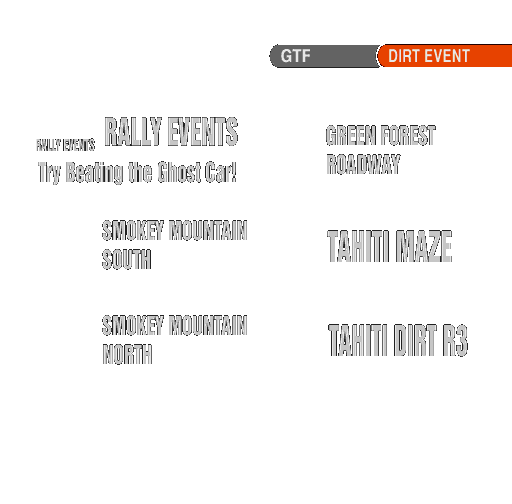 GTF DIRT EVENT
RALLY EVENTS
RALLY EVENTS
Try Beating the Ghost Car!
SMOKEY MOUNTAIN
SOUTH
SMOKEY MOUNTAIN
NORTH
GREEN FOREST
ROADWAY
TAHITI MAZE
TAHITI DIRT R3